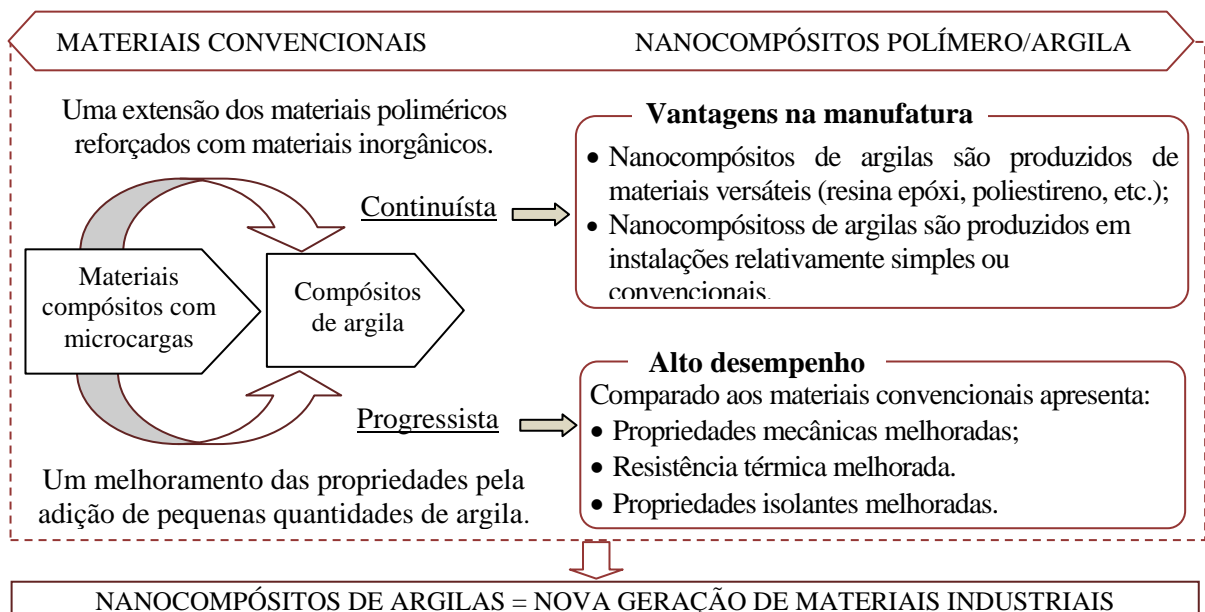 MATERIAIS CONVENCIONAIS
NANOCOMPÓSITOS POLÍMERO/ARGILA
Uma extensão dos materiais poliméricos
reforçados com materiais inorgânicos.
Continuísta
Materiais
compósitos com
microcargas
Compósitos
de argila
Progressista
Um melhoramento das propriedades pela
adição de pequenas quantidades de argila.
Vantagens na manufatura
• Nanocompósitos de argilas são produzidos de
materiais versáteis (resina epóxi, poliestireno, etc.);
• Nanocompósitoss de argilas são produzidos em
instalações relativamente simples ou
convencionais.
Alto desempenho
Comparado aos materiais convencionais apresenta:
• Propriedades mecânicas melhoradas;
• Resistência térmica melhorada.
• Propriedades isolantes melhoradas.
NANOCOMPÓSITOS DE ARGILAS = NOVA GERAÇÃO DE MATERIAIS INDUSTRIAIS